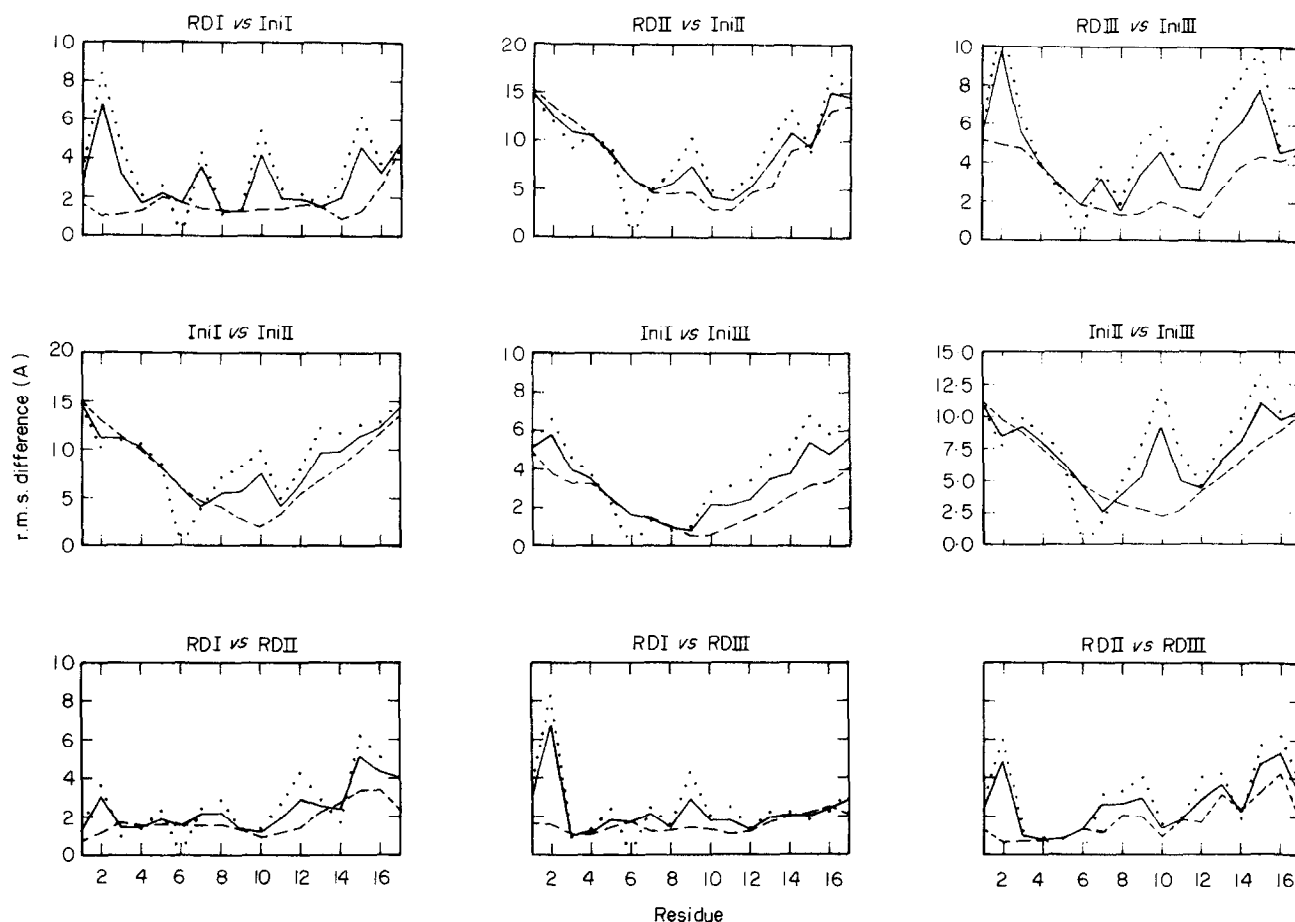 RDI vs IniI
RDII vs IniII
RDIII vs IniIII
10
8
6
4
2
0
20
15
10
5
0
10
8
6
4
2
0
IniI vs IniII
IniI vs IniIII
IniII vs IniIII
r.m.s. difference (A)
20
15
10
5
0
10
8
6
4
2
0
15·0
12·5
10·0
7·5
5·0
2·5
0·0
RDI vs RDII
RDI vs RDIII
RDII vs RDIII
10
8
6
4
2
0
2 4 6 8 10 12 14 16
2 4 6 8 10 12 14 16
2 4 6 8 10 12 14 16
Residue